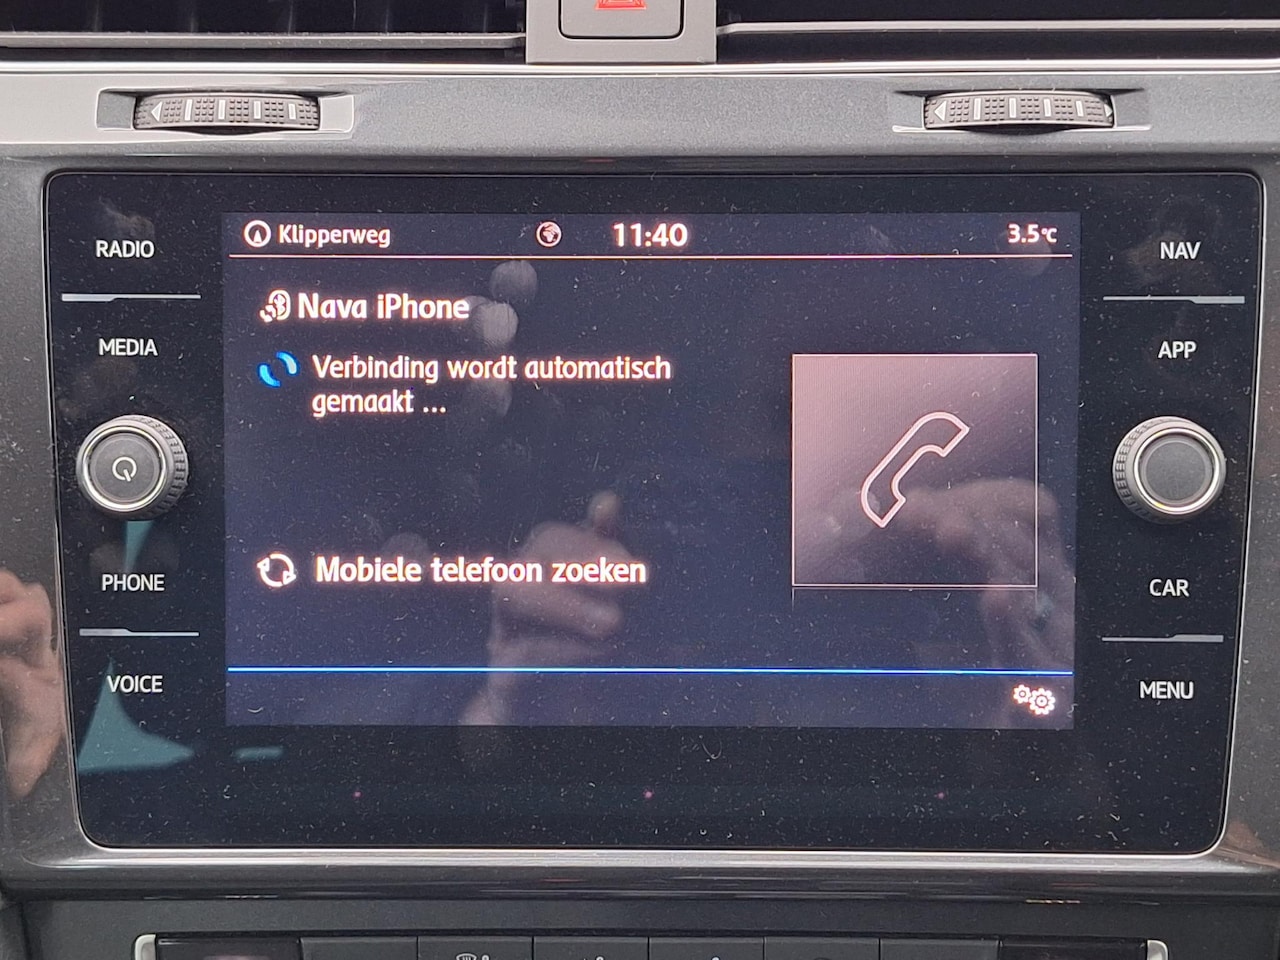 Klipperweg 11:40 3.5°C
RADIO
NAV
Nava iPhone
MEDIA
APP
Verbinding wordt automatisch
gemaakt ...
PHONE
Mobiele telefoon zoeken
CAR
VOICE
MENU